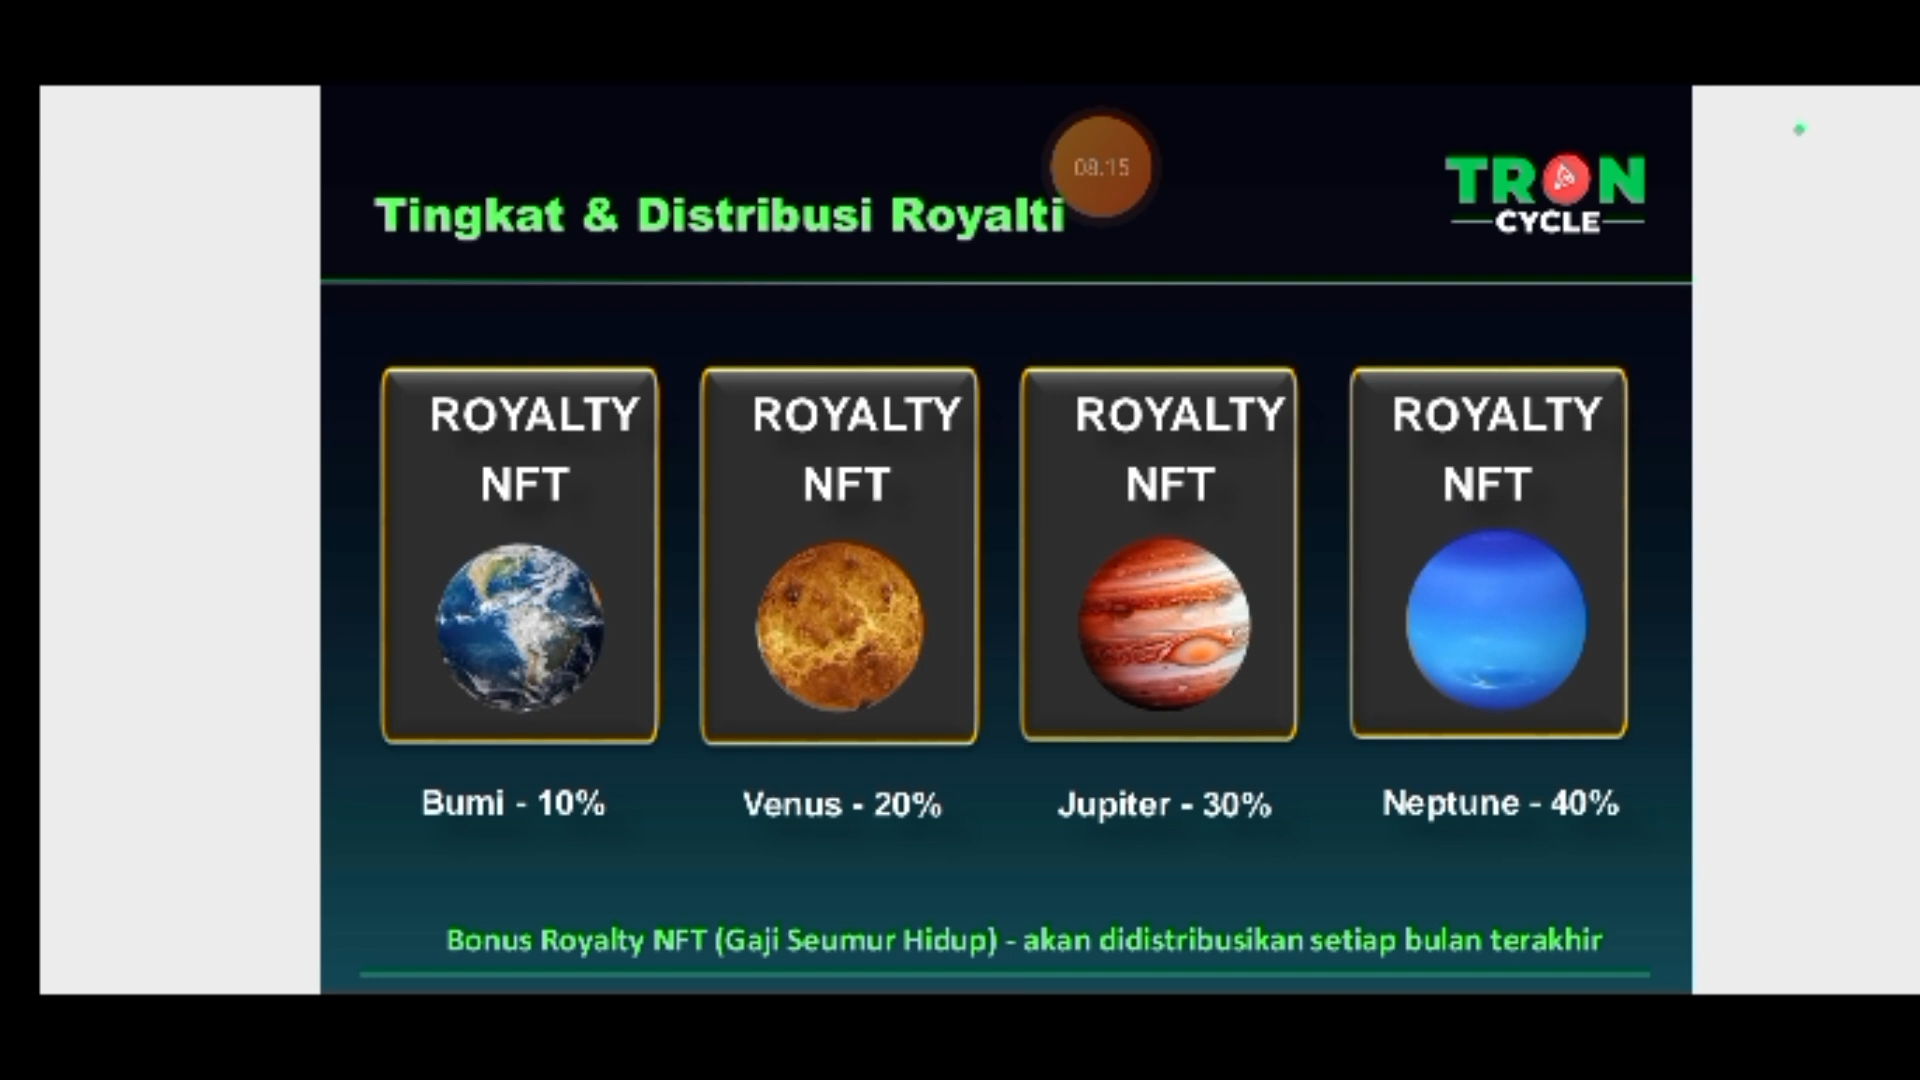 08:15
TRON
CYCLE
Tingkat & Distribusi Royalti
ROYALTY
NFT
ROYALTY
NFT
ROYALTY
NFT
ROYALTY
NFT
Bumi - 10%
Venus - 20%
Jupiter - 30%
Neptune - 40%
Bonus Royalty NFT (Gaji Seumur Hidup) - akan didistribusikan setiap bulan terakhir